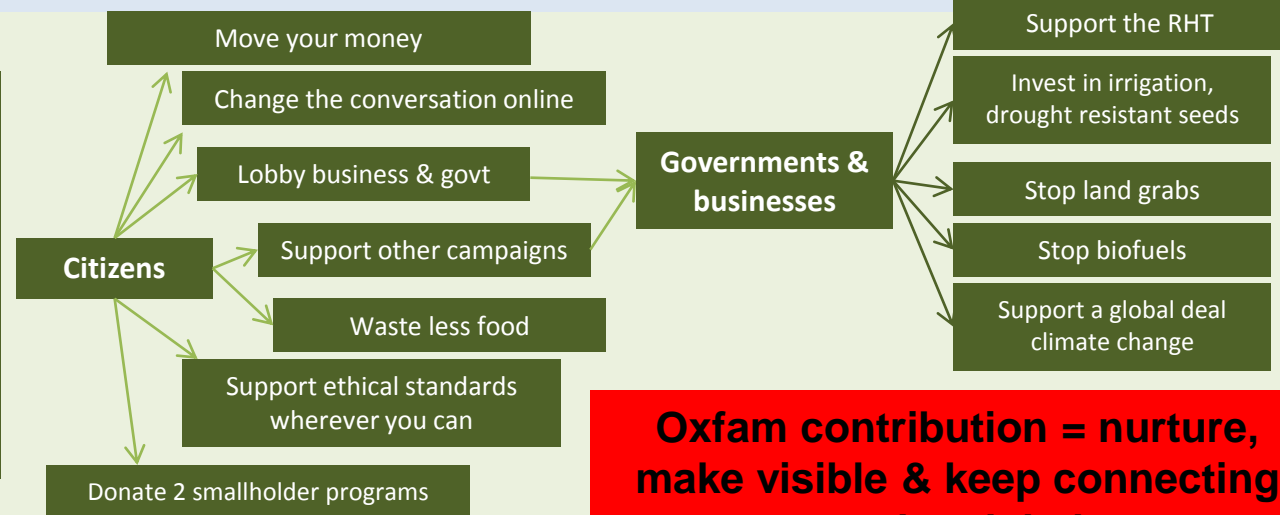 Move your money
Change the conversation online
Lobby business & govt
Citizens
Support other campaigns
Waste less food
Support ethical standards
wherever you can
Donate 2 smallholder programs
Governments &
businesses
Support the RHT
Invest in irrigation,
drought resistant seeds
Stop land grabs
Stop biofuels
Support a global deal
climate change
Oxfam contribution = nurture,
make visible & keep connecting